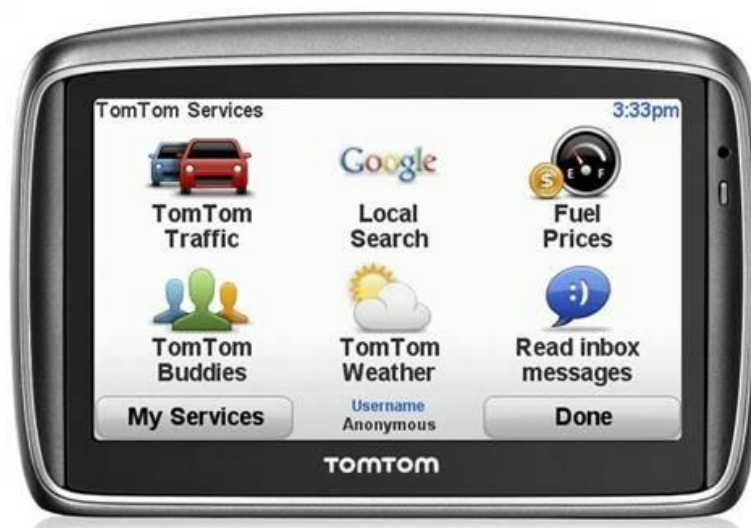 TomTom Services 3:33pm
Google
TomTom
Traffic
Local
Search
E F
$
Fuel
Prices
:)
TomTom
Buddies
TomTom
Weather
Read inbox
messages
My Services
Username
Anonymous
Done
TOMTOM